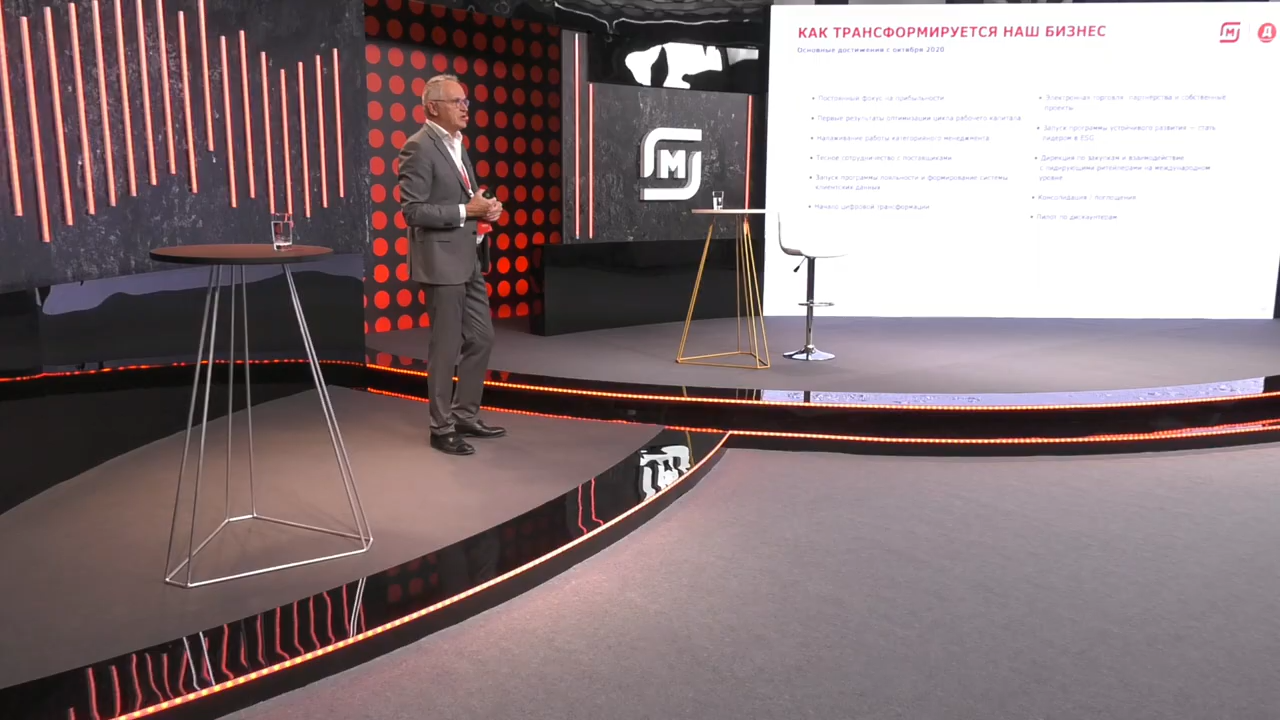 КАК ТРАНСФОРМИРУЕТСЯ НАШ БИЗНЕС
Основные достижения с октября 2020
Постоянный фокус на прибыльности
Первые результаты оптимизации цикла рабочего капитала
Налаживание работы категорийного менеджмента
Тесное сотрудничество с поставщиками
Запуск программы лояльности и формирование системы
клиентских данных
Начало цифровой трансформации
Электронная торговля: партнёрства и собственные
проекты
Запуск программы устойчивого развития — стать
лидером в ESG
Дирекция по закупкам и взаимодействие
с лидирующими ритейлерами на международном
уровне
Консолидация / поглощение
Пилот по дискаунтерам
М
Д
М